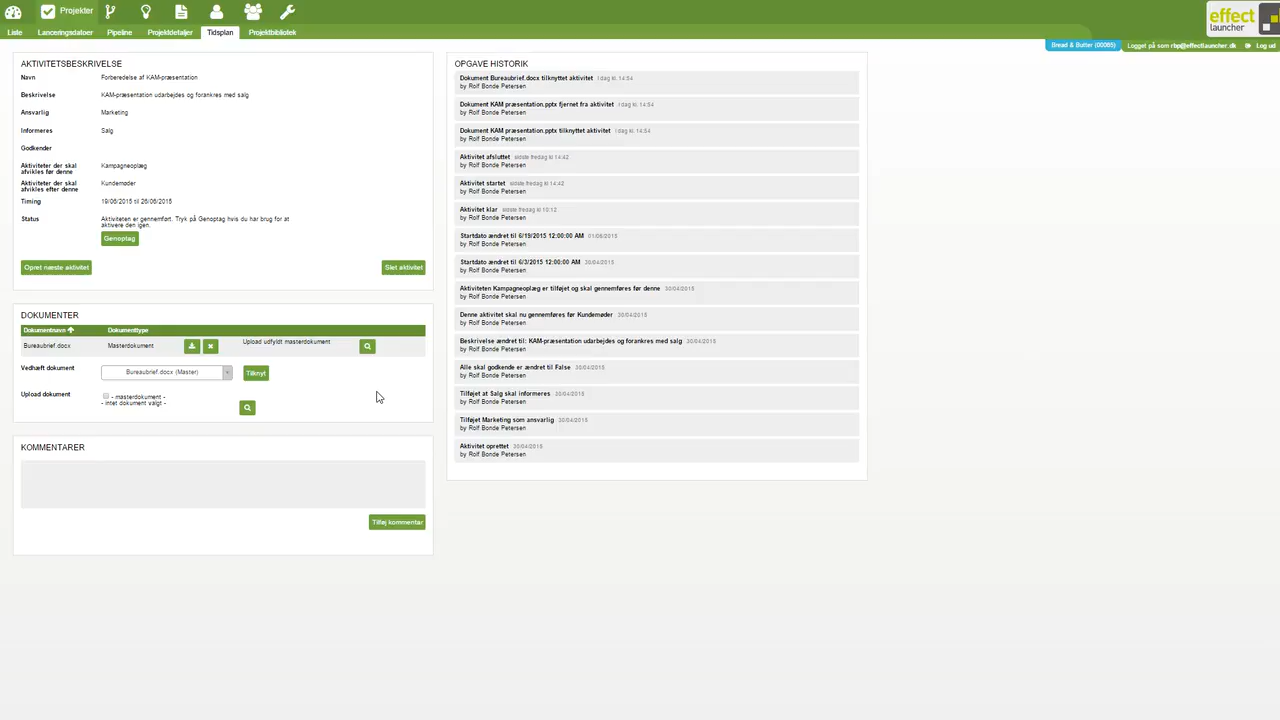 Projekter
Liste
Lanceringsdatoer
Pipeline
Projektdetaljer
Tidsplan
Projektbibliotek
effect
launcher
Bread & Butter (00065)
Logget på som rbp@effectlauncher.dk
Log ud
AKTIVITETSBESKRIVELSE
Navn
Forberedelse af KAM-præsentation
Beskrivelse
KAM-præsentation udarbejdes og forankres med salg
Ansvarlig
Marketing
Informeres
Salg
Godkender
Aktiviteter der skal
afvikles før denne
Kampagneoplæg
Aktiviteter der skal
afvikles efter denne
Kundemøder
Timing
19/06/2015 til 26/06/2015
Status
Aktiviteten er gennemført. Tryk på Genoptag hvis du har brug for at
aktivere den igen.
Genoptag
Opret næste aktivitet
Slet aktivitet
DOKUMENTER
Dokumentnavn
Dokumenttype
Bureaubrief.docx
Masterdokument
Upload udfyldt masterdokument
Vedhæft dokument
Bureaubrief.docx (Master)
Tilknyt
Upload dokument
- masterdokument -
- intet dokument valgt -
KOMMENTARER
Tilføj kommentar
OPGAVE HISTORIK
Dokument Bureaubrief.docx tilknyttet aktivitet I dag kl. 14:54
by Rolf Bonde Petersen
Dokument KAM præsentation.pptx fjernet fra aktivitet I dag kl. 14:54
by Rolf Bonde Petersen
Dokument KAM præsentation.pptx tilknyttet aktivitet I dag kl. 14:54
by Rolf Bonde Petersen
Aktivitet afsluttet sidste fredag kl 14:42
by Rolf Bonde Petersen
Aktivitet startet sidste fredag kl 14:42
by Rolf Bonde Petersen
Aktivitet klar sidste fredag kl 10:12
by Rolf Bonde Petersen
Startdato ændret til 6/19/2015 12:00:00 AM 01/06/2015
by Rolf Bonde Petersen
Startdato ændret til 6/3/2015 12:00:00 AM 30/04/2015
by Rolf Bonde Petersen
Aktiviteten Kampagneoplæg er tilføjet og skal gennemføres før denne 30/04/2015
by Rolf Bonde Petersen
Denne aktivitet skal nu gennemføres før Kundemøder 30/04/2015
by Rolf Bonde Petersen
Beskrivelse ændret til: KAM-præsentation udarbejdes og forankres med salg 30/04/2015
by Rolf Bonde Petersen
Alle skal godkende er ændret til False 30/04/2015
by Rolf Bonde Petersen
Tilføjet at Salg skal informeres 30/04/2015
by Rolf Bonde Petersen
Tilføjet Marketing som ansvarlig 30/04/2015
by Rolf Bonde Petersen
Aktivitet oprettet 30/04/2015
by Rolf Bonde Petersen